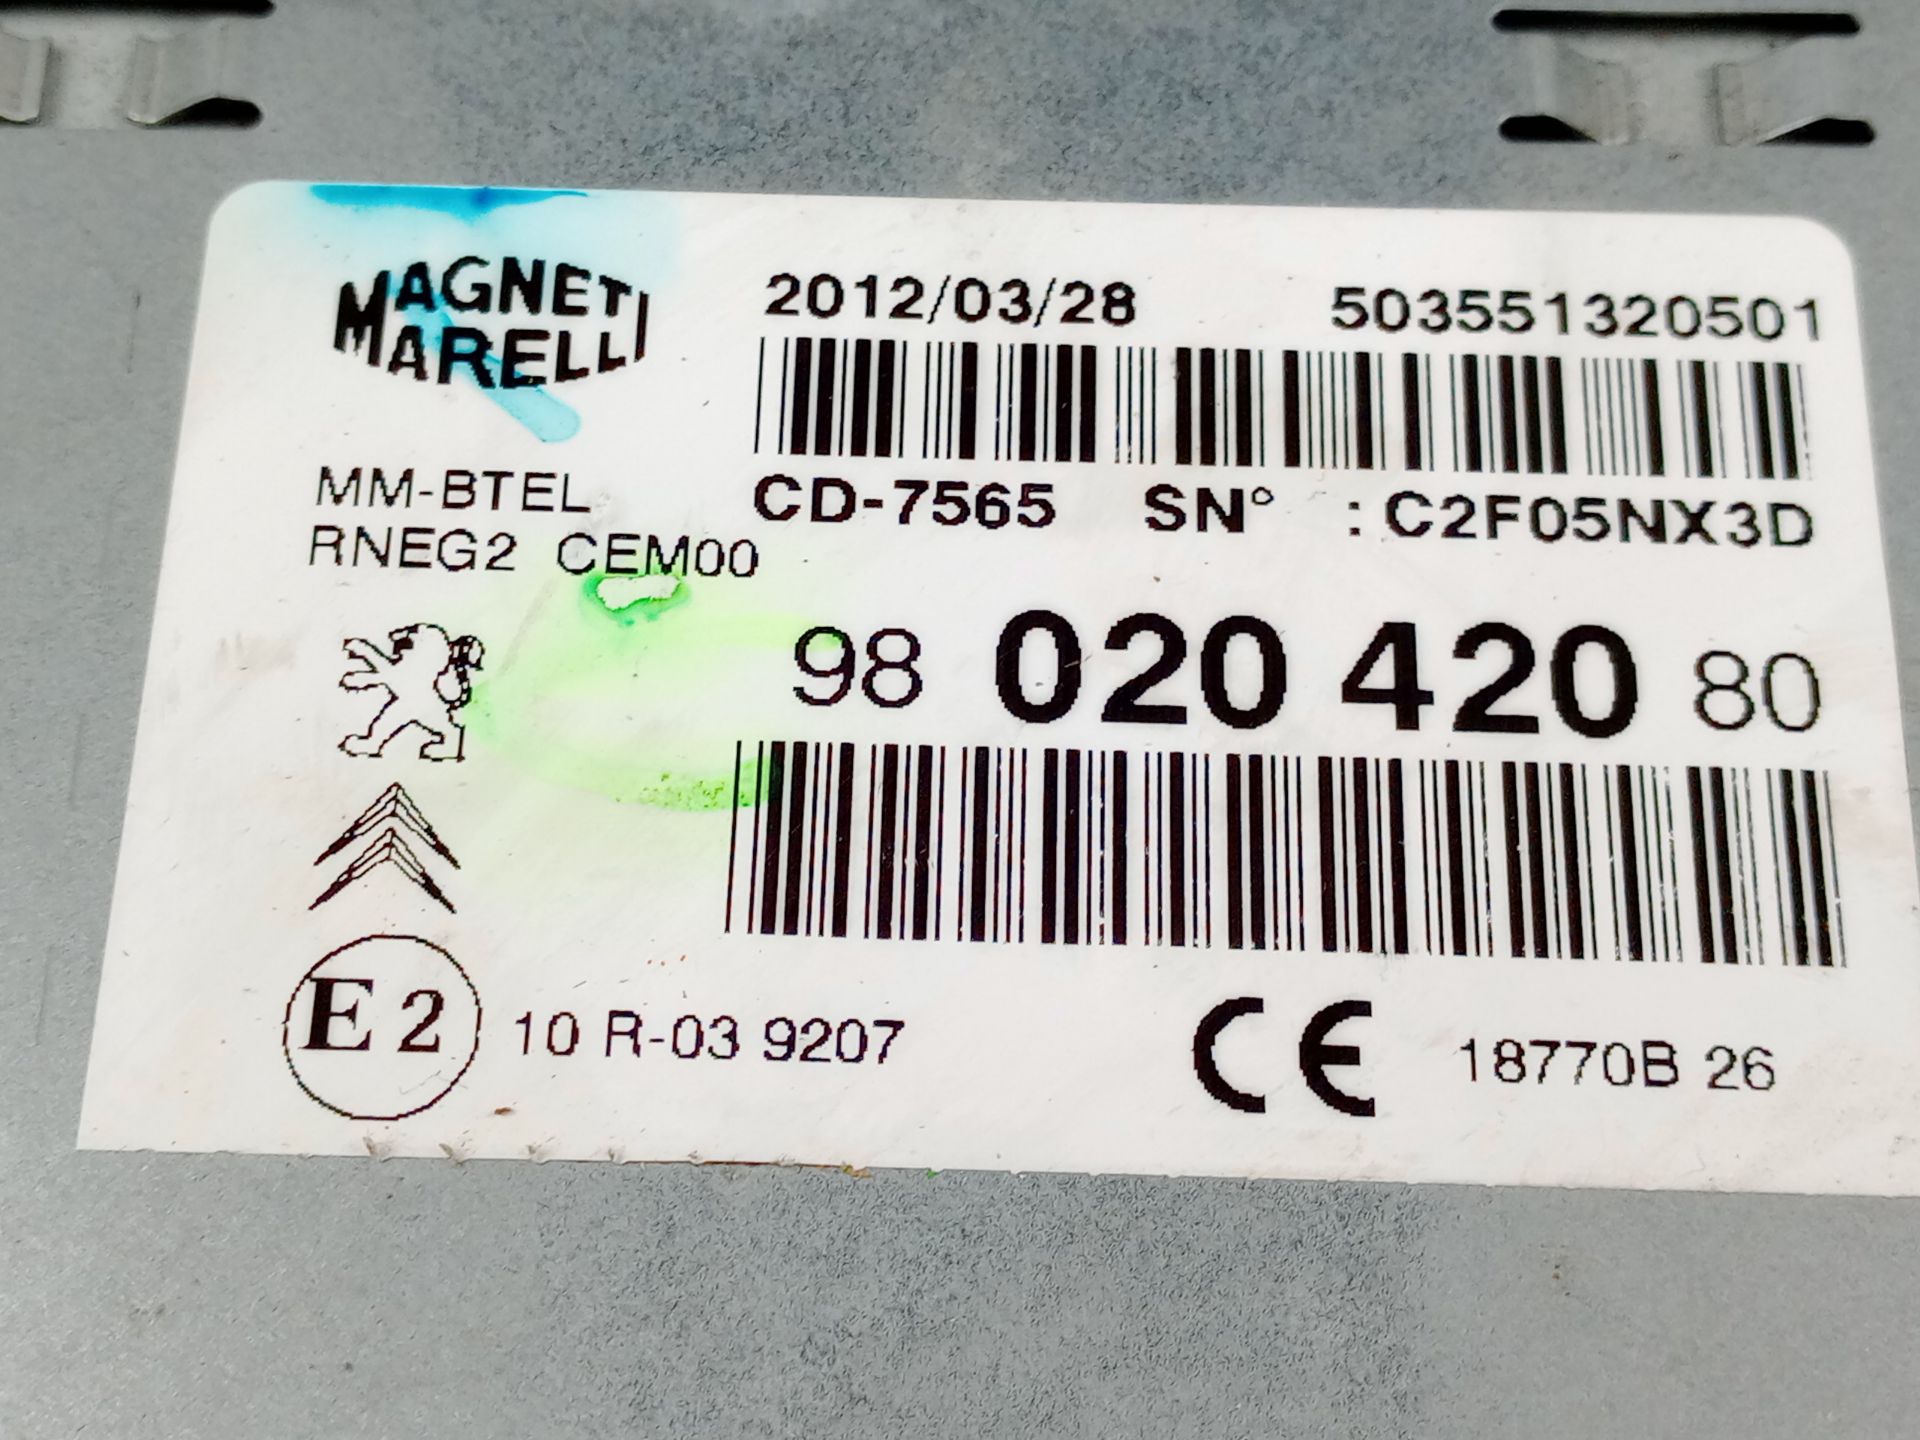 MAGNETI
MARELLI
2012/03/28 503551320501
MM-BTEL
RNEG2 CEM00
CD-7565 SN° : C2F05NX3D
98 020 420 80
E2 10 R-03 9207
CE 18770B 26